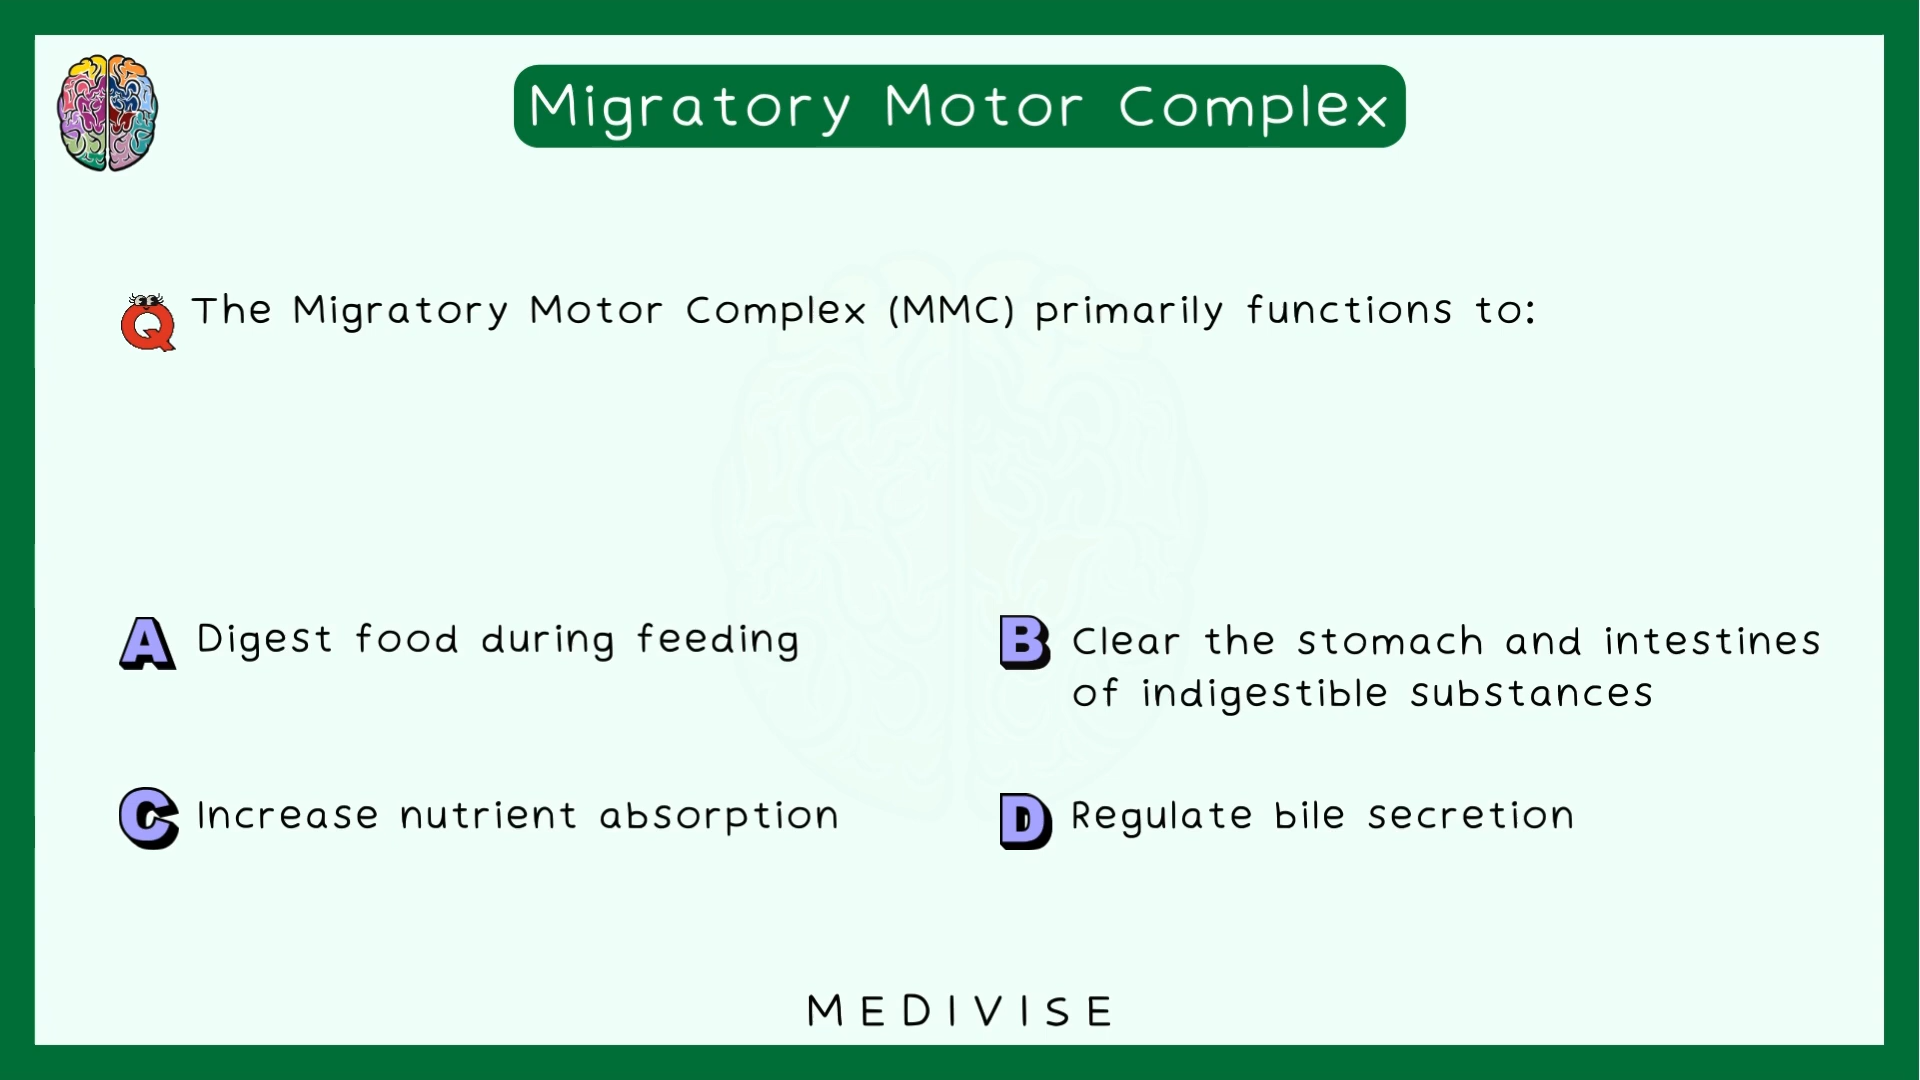 Migratory Motor Complex
Q The Migratory Motor Complex (MMC) primarily functions to:
A Digest food during feeding
B Clear the stomach and intestines
of indigestible substances
C Increase nutrient absorption
D Regulate bile secretion
MEDIVISE